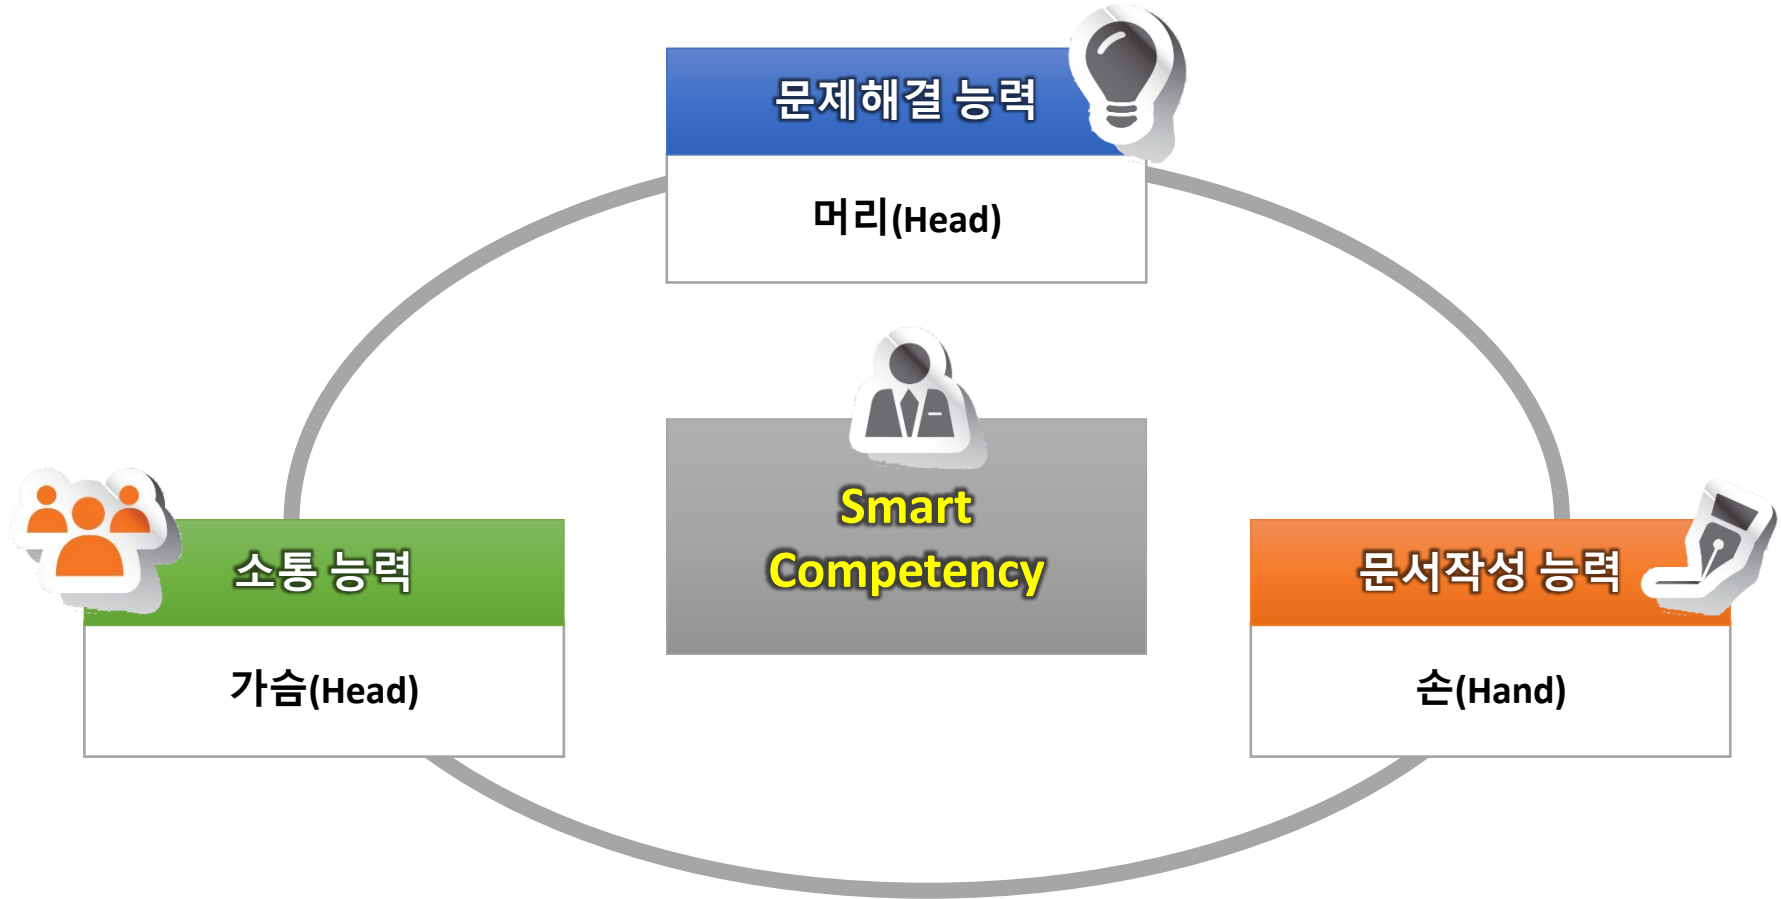 문제해결 능력
머리(Head)
Smart
Competency
소통 능력
가슴(Head)
문서작성 능력
손(Hand)